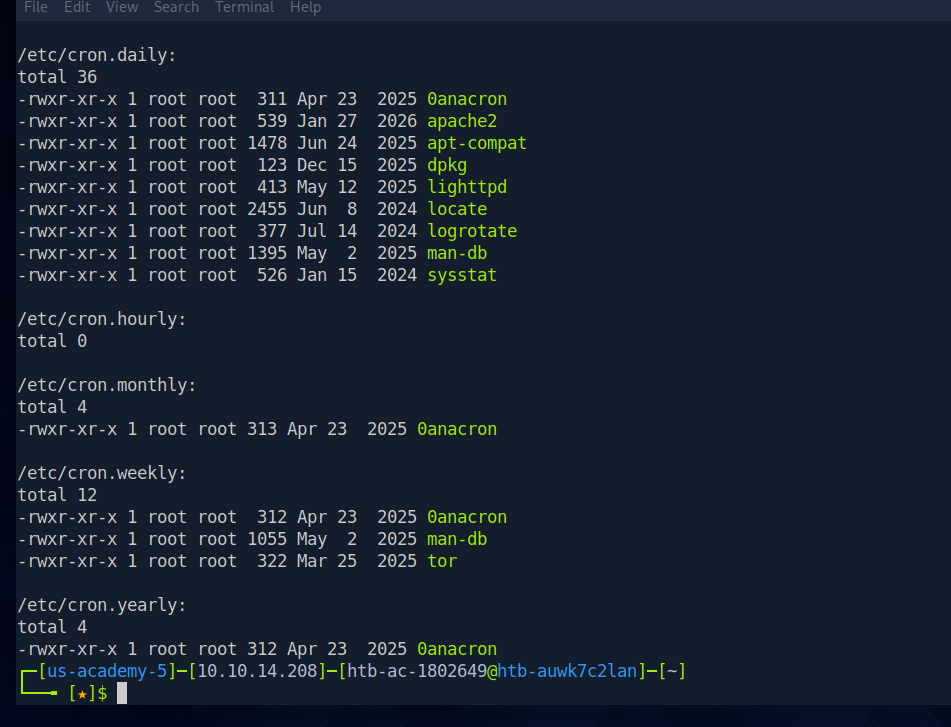 File Edit View Search Terminal Help
/etc/cron.daily:
total 36
-rwxr-xr-x 1 root root  311 Apr 23  2025 0anacron
-rwxr-xr-x 1 root root  539 Jan 27  2026 apache2
-rwxr-xr-x 1 root root 1478 Jun 24  2025 apt-compat
-rwxr-xr-x 1 root root  123 Dec 15  2025 dpkg
-rwxr-xr-x 1 root root  413 May 12  2025 lighttpd
-rwxr-xr-x 1 root root 2455 Jun  8  2024 locate
-rwxr-xr-x 1 root root  377 Jul 14  2024 logrotate
-rwxr-xr-x 1 root root 1395 May  2  2025 man-db
-rwxr-xr-x 1 root root  526 Jan 15  2024 sysstat
/etc/cron.hourly:
total 0
/etc/cron.monthly:
total 4
-rwxr-xr-x 1 root root 313 Apr 23  2025 0anacron
/etc/cron.weekly:
total 12
-rwxr-xr-x 1 root root  312 Apr 23  2025 0anacron
-rwxr-xr-x 1 root root 1055 May  2  2025 man-db
-rwxr-xr-x 1 root root  322 Mar 25  2025 tor
/etc/cron.yearly:
total 4
-rwxr-xr-x 1 root root 312 Apr 23  2025 0anacron
┌─[us-academy-5]─[10.10.14.208]─[htb-ac-1802649@htb-auwk7c2lan]─[~]
└──╼ [★]$